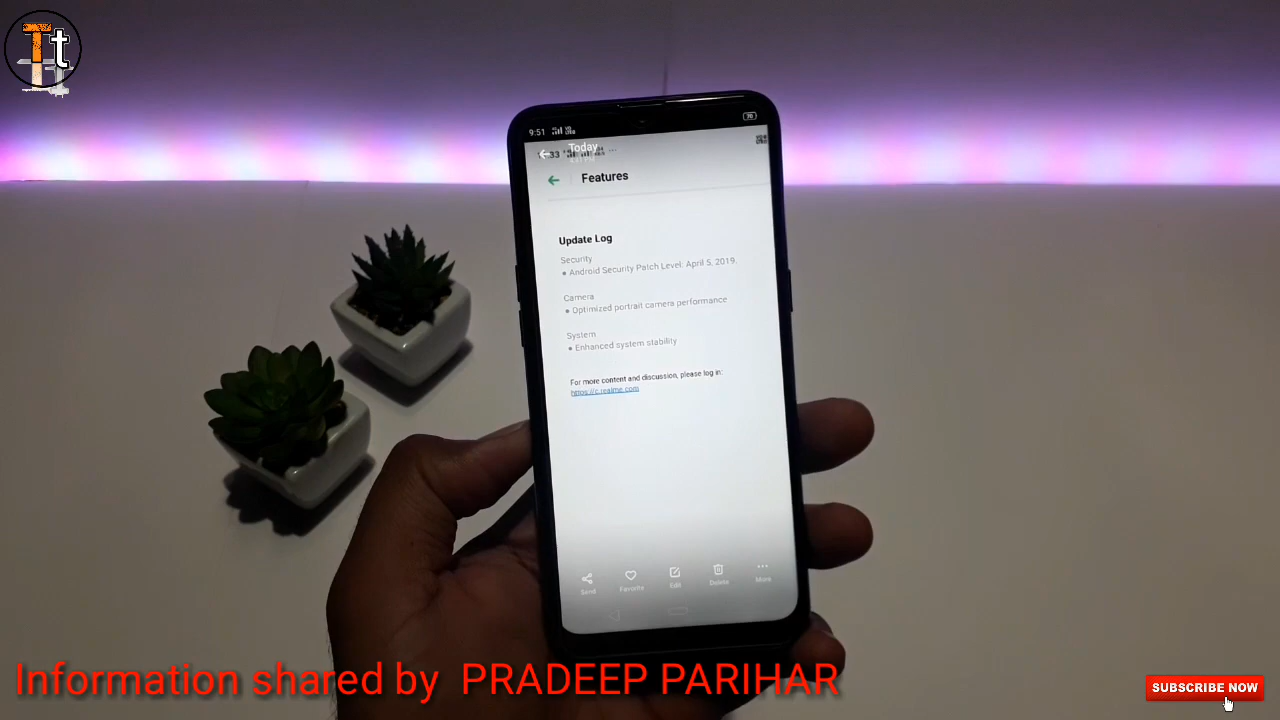 Tt
9:51
70
Today
Features
Update Log
Security
• Android Security Patch Level: April 5, 2019.
Camera
• Optimized portrait camera performance
System
• Enhanced system stability
For more content and discussion, please log in:
https://c.realme.com
Send Favorite Edit Delete More
Information shared by PRADEEP PARIHAR
SUBSCRIBE NOW